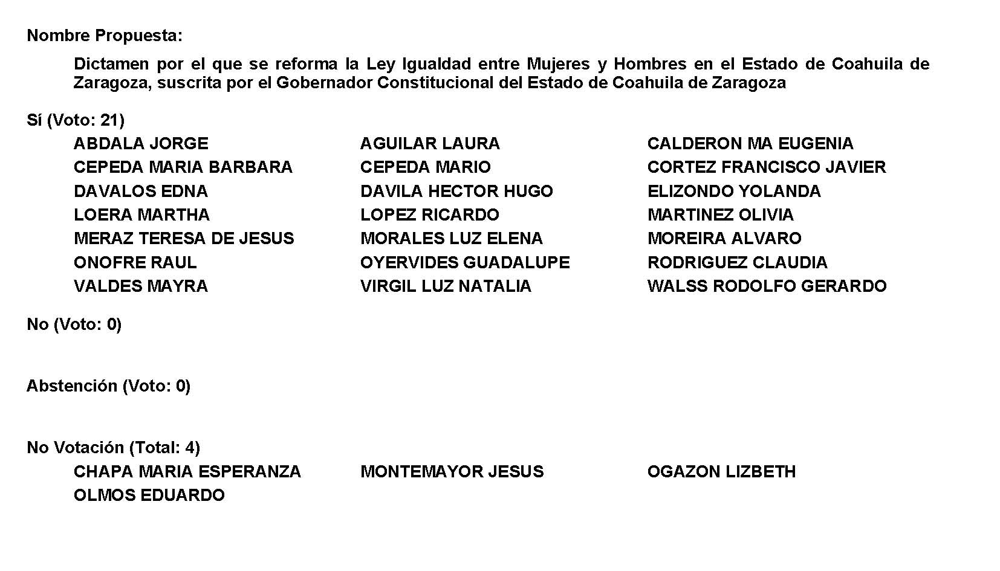 Nombre Propuesta:
Dictamen por el que se reforma la Ley Igualdad entre Mujeres y Hombres en el Estado de Coahuila de
Zaragoza, suscrita por el Gobernador Constitucional del Estado de Coahuila de Zaragoza
Sí (Voto: 21)
ABDALA JORGE AGUILAR LAURA CALDERON MA EUGENIA
CEPEDA MARIA BARBARA CEPEDA MARIO CORTEZ FRANCISCO JAVIER
DAVALOS EDNA DAVILA HECTOR HUGO ELIZONDO YOLANDA
LOERA MARTHA LOPEZ RICARDO MARTINEZ OLIVIA
MERAZ TERESA DE JESUS MORALES LUZ ELENA MOREIRA ALVARO
ONOFRE RAUL OYERVIDES GUADALUPE RODRIGUEZ CLAUDIA
VALDES MAYRA VIRGIL LUZ NATALIA WALSS RODOLFO GERARDO
No (Voto: 0)
Abstención (Voto: 0)
No Votación (Total: 4)
CHAPA MARIA ESPERANZA MONTEMAYOR JESUS OGAZON LIZBETH
OLMOS EDUARDO